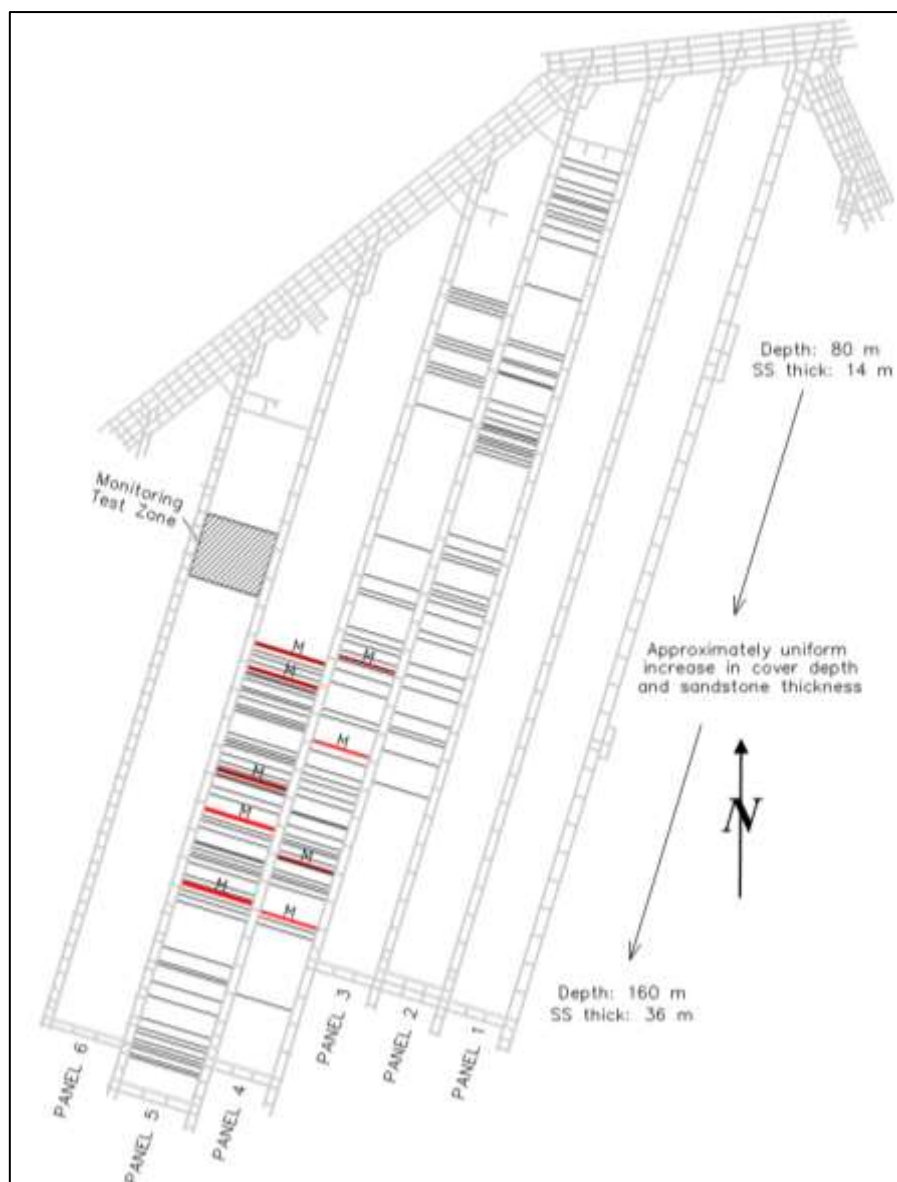 Depth: 80 m
SS thick: 14 m
Monitoring
Test Zone
Approximately uniform
increase in cover depth
and sandstone thickness
M
M
M
M
N
M
M
M
M
M
Depth: 160 m
SS thick: 36 m
PANEL 6
PANEL 5
PANEL 4
PANEL 3
PANEL 2
PANEL 1